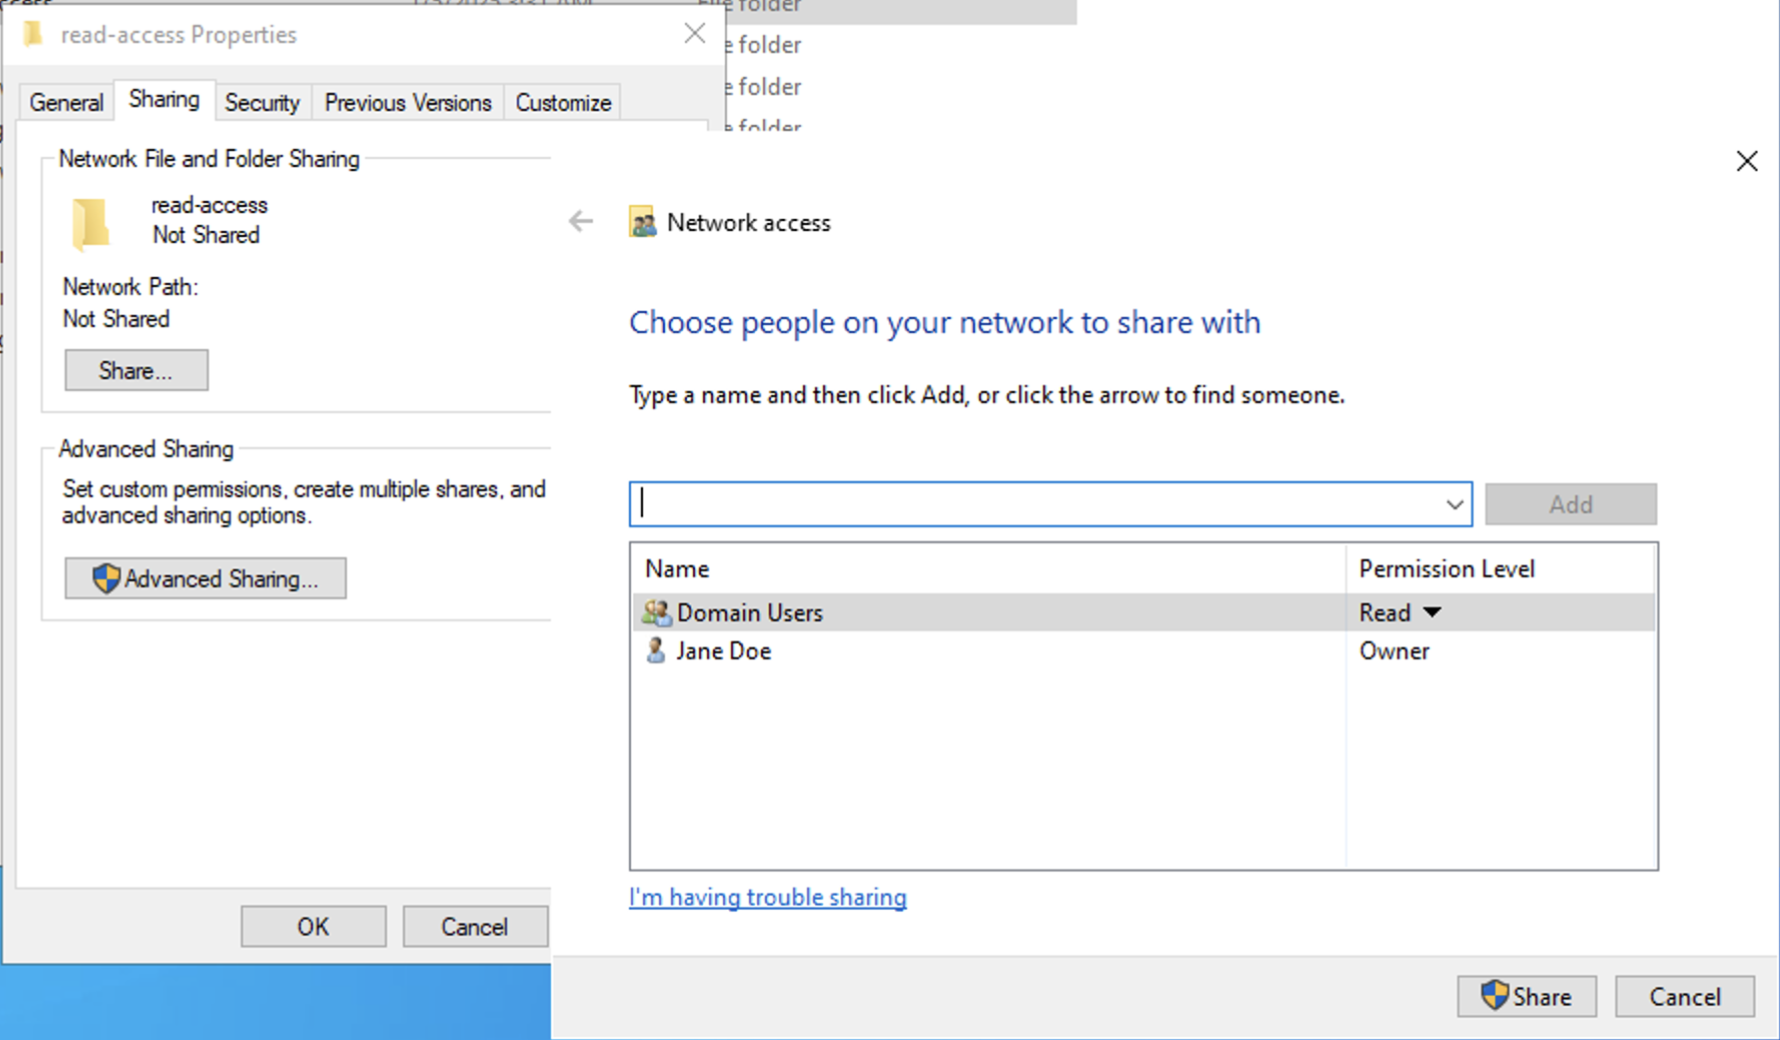 File folder
read-access Properties
e folder
e folder
e folder
General
Sharing
Security
Previous Versions
Customize
Network File and Folder Sharing
read-access
Not Shared
Network Path:
Not Shared
Share...
Advanced Sharing
Set custom permissions, create multiple shares, and
advanced sharing options.
Advanced Sharing...
OK
Cancel
Network access
Choose people on your network to share with
Type a name and then click Add, or click the arrow to find someone.
Add
Name
Permission Level
Domain Users
Read
Jane Doe
Owner
I'm having trouble sharing
Share
Cancel